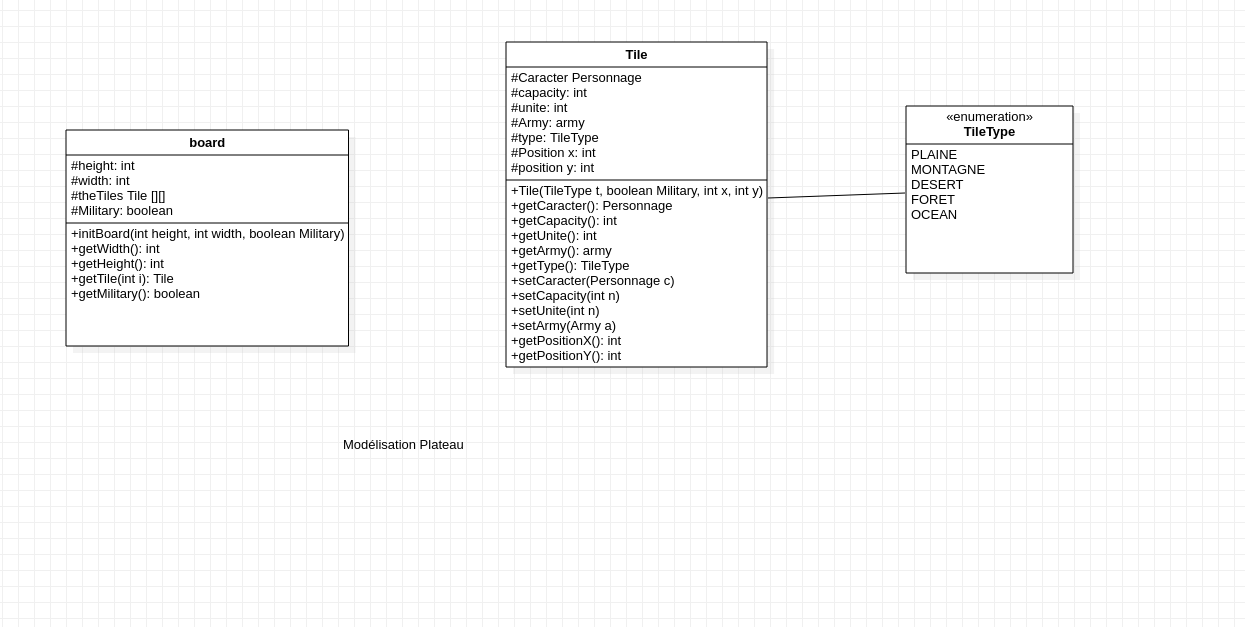 board
#height: int
#width: int
#theTiles Tile [][]
#Military: boolean
+initBoard(int height, int width, boolean Military)
+getWidth(): int
+getHeight(): int
+getTile(int i): Tile
+getMilitary(): boolean
Tile
#Caracter Personnage
#capacity: int
#unite: int
#Army: army
#type: TileType
#Position x: int
#position y: int
+Tile(TileType t, boolean Military, int x, int y)
+getCaracter(): Personnage
+getCapacity(): int
+getUnite(): int
+getArmy(): army
+getType(): TileType
+setCaracter(Personnage c)
+setCapacity(int n)
+setUnite(int n)
+setArmy(Army a)
+getPositionX(): int
+getPositionY(): int
«enumeration»
TileType
PLAINE
MONTAGNE
DESERT
FORET
OCEAN
Modélisation Plateau